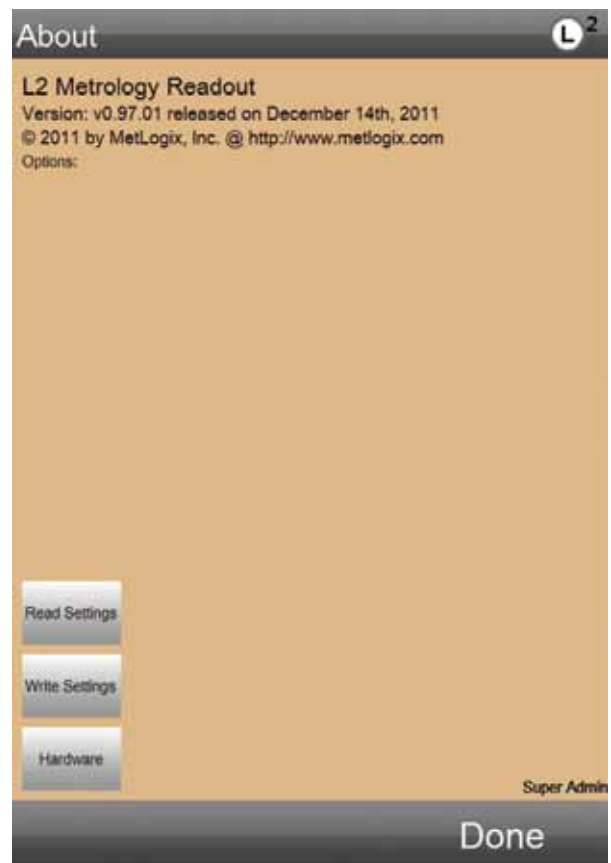 About
L2
L2 Metrology Readout
Version: v0.97.01 released on December 14th, 2011
© 2011 by MetLogix, Inc. @ http://www.metlogix.com
Options:
Read Settings
Write Settings
Hardware
Super Admin
Done